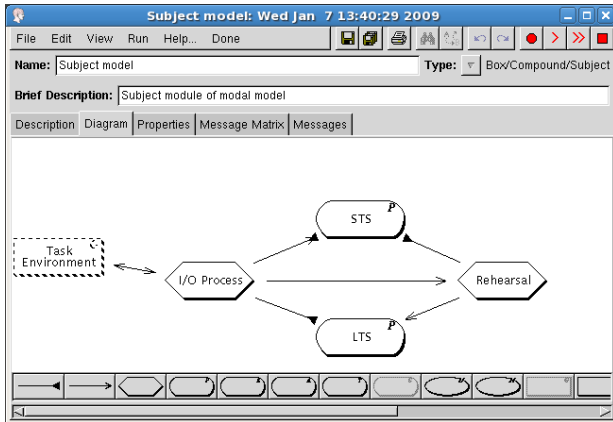 Subject model: Wed Jan 7 13:40:29 2009
File Edit View Run Help... Done
Name: Subject model Type: Box/Compound/Subject
Brief Description: Subject module of modal model
Description Diagram Properties Message Matrix Messages
P
STS
Task
Environment
I/O Process
Rehearsal
P
LTS